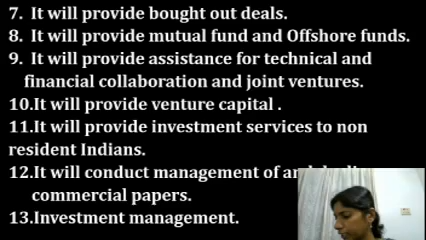 7. It will provide bought out deals.
8. It will provide mutual fund and Offshore funds.
9. It will provide assistance for technical and
financial collaboration and joint ventures.
10.It will provide venture capital .
11.It will provide investment services to non
resident Indians.
12.It will conduct management of and
commercial papers.
13.Investment management.